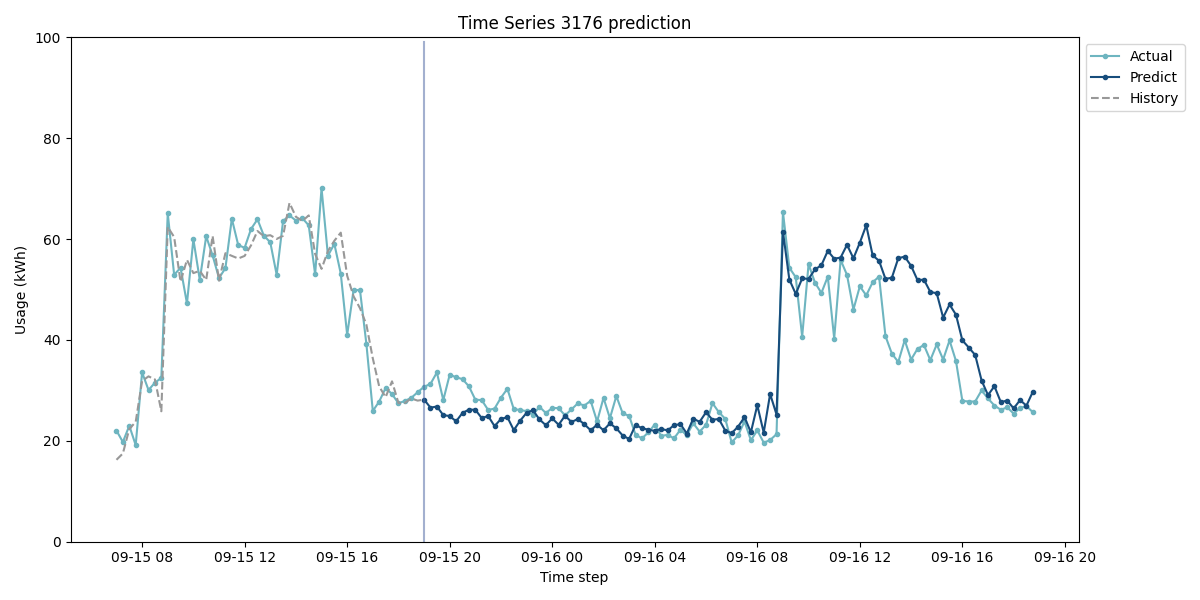 Time Series 3176 prediction
100
80
60
40
20
0
Usage (kWh)
09-15 08
09-15 12
09-15 16
09-15 20
09-16 00
09-16 04
09-16 08
09-16 12
09-16 16
09-16 20
Time step
Actual
Predict
History